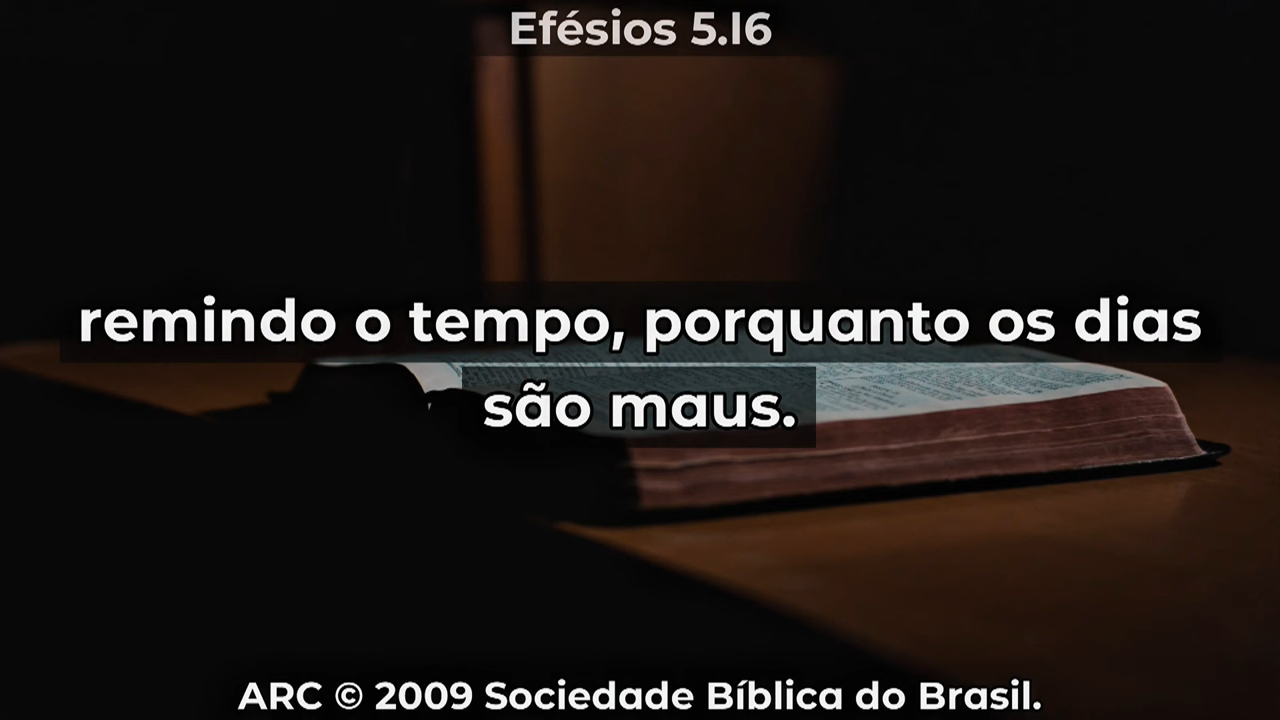 Efésios 5.16
remindo o tempo, porquanto os dias
são maus.
ARC © 2009 Sociedade Bíblica do Brasil.